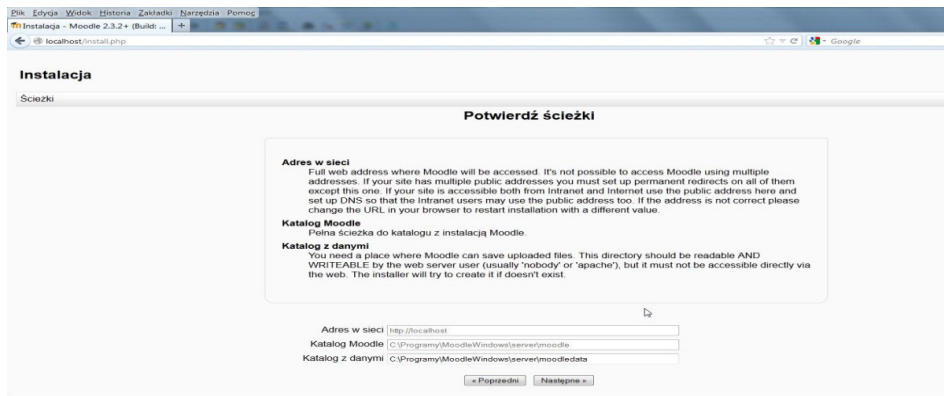 Plik Edycja Widok Historia Zakładki Narzędzia Pomoc
Instalacja - Moodle 2.3.2+ (Build: ...
localhost/install.php
Google
Instalacja
Ścieżki
Potwierdź ścieżki
Adres w sieci
Full web address where Moodle will be accessed. It's not possible to access Moodle using multiple
addresses. If your site has multiple public addresses you must set up permanent redirects on all of them
except this one. If your site is accessible both from Intranet and Internet use the public address here and
set up DNS so that the Intranet users may use the public address too. If the address is not correct please
change the URL in your browser to restart installation with a different value.
Katalog Moodle
Pełna ścieżka do katalogu z instalacją Moodle.
Katalog z danymi
You need a place where Moodle can save uploaded files. This directory should be readable AND
WRITEABLE by the web server user (usually 'nobody' or 'apache'), but it must not be accessible directly via
the web. The installer will try to create it if doesn't exist.
Adres w sieci http://localhost
Katalog Moodle C:\Programy\MoodleWindows\server\moodle
Katalog z danymi C:\Programy\MoodleWindows\server\moodledata
« Poprzedni Następne »